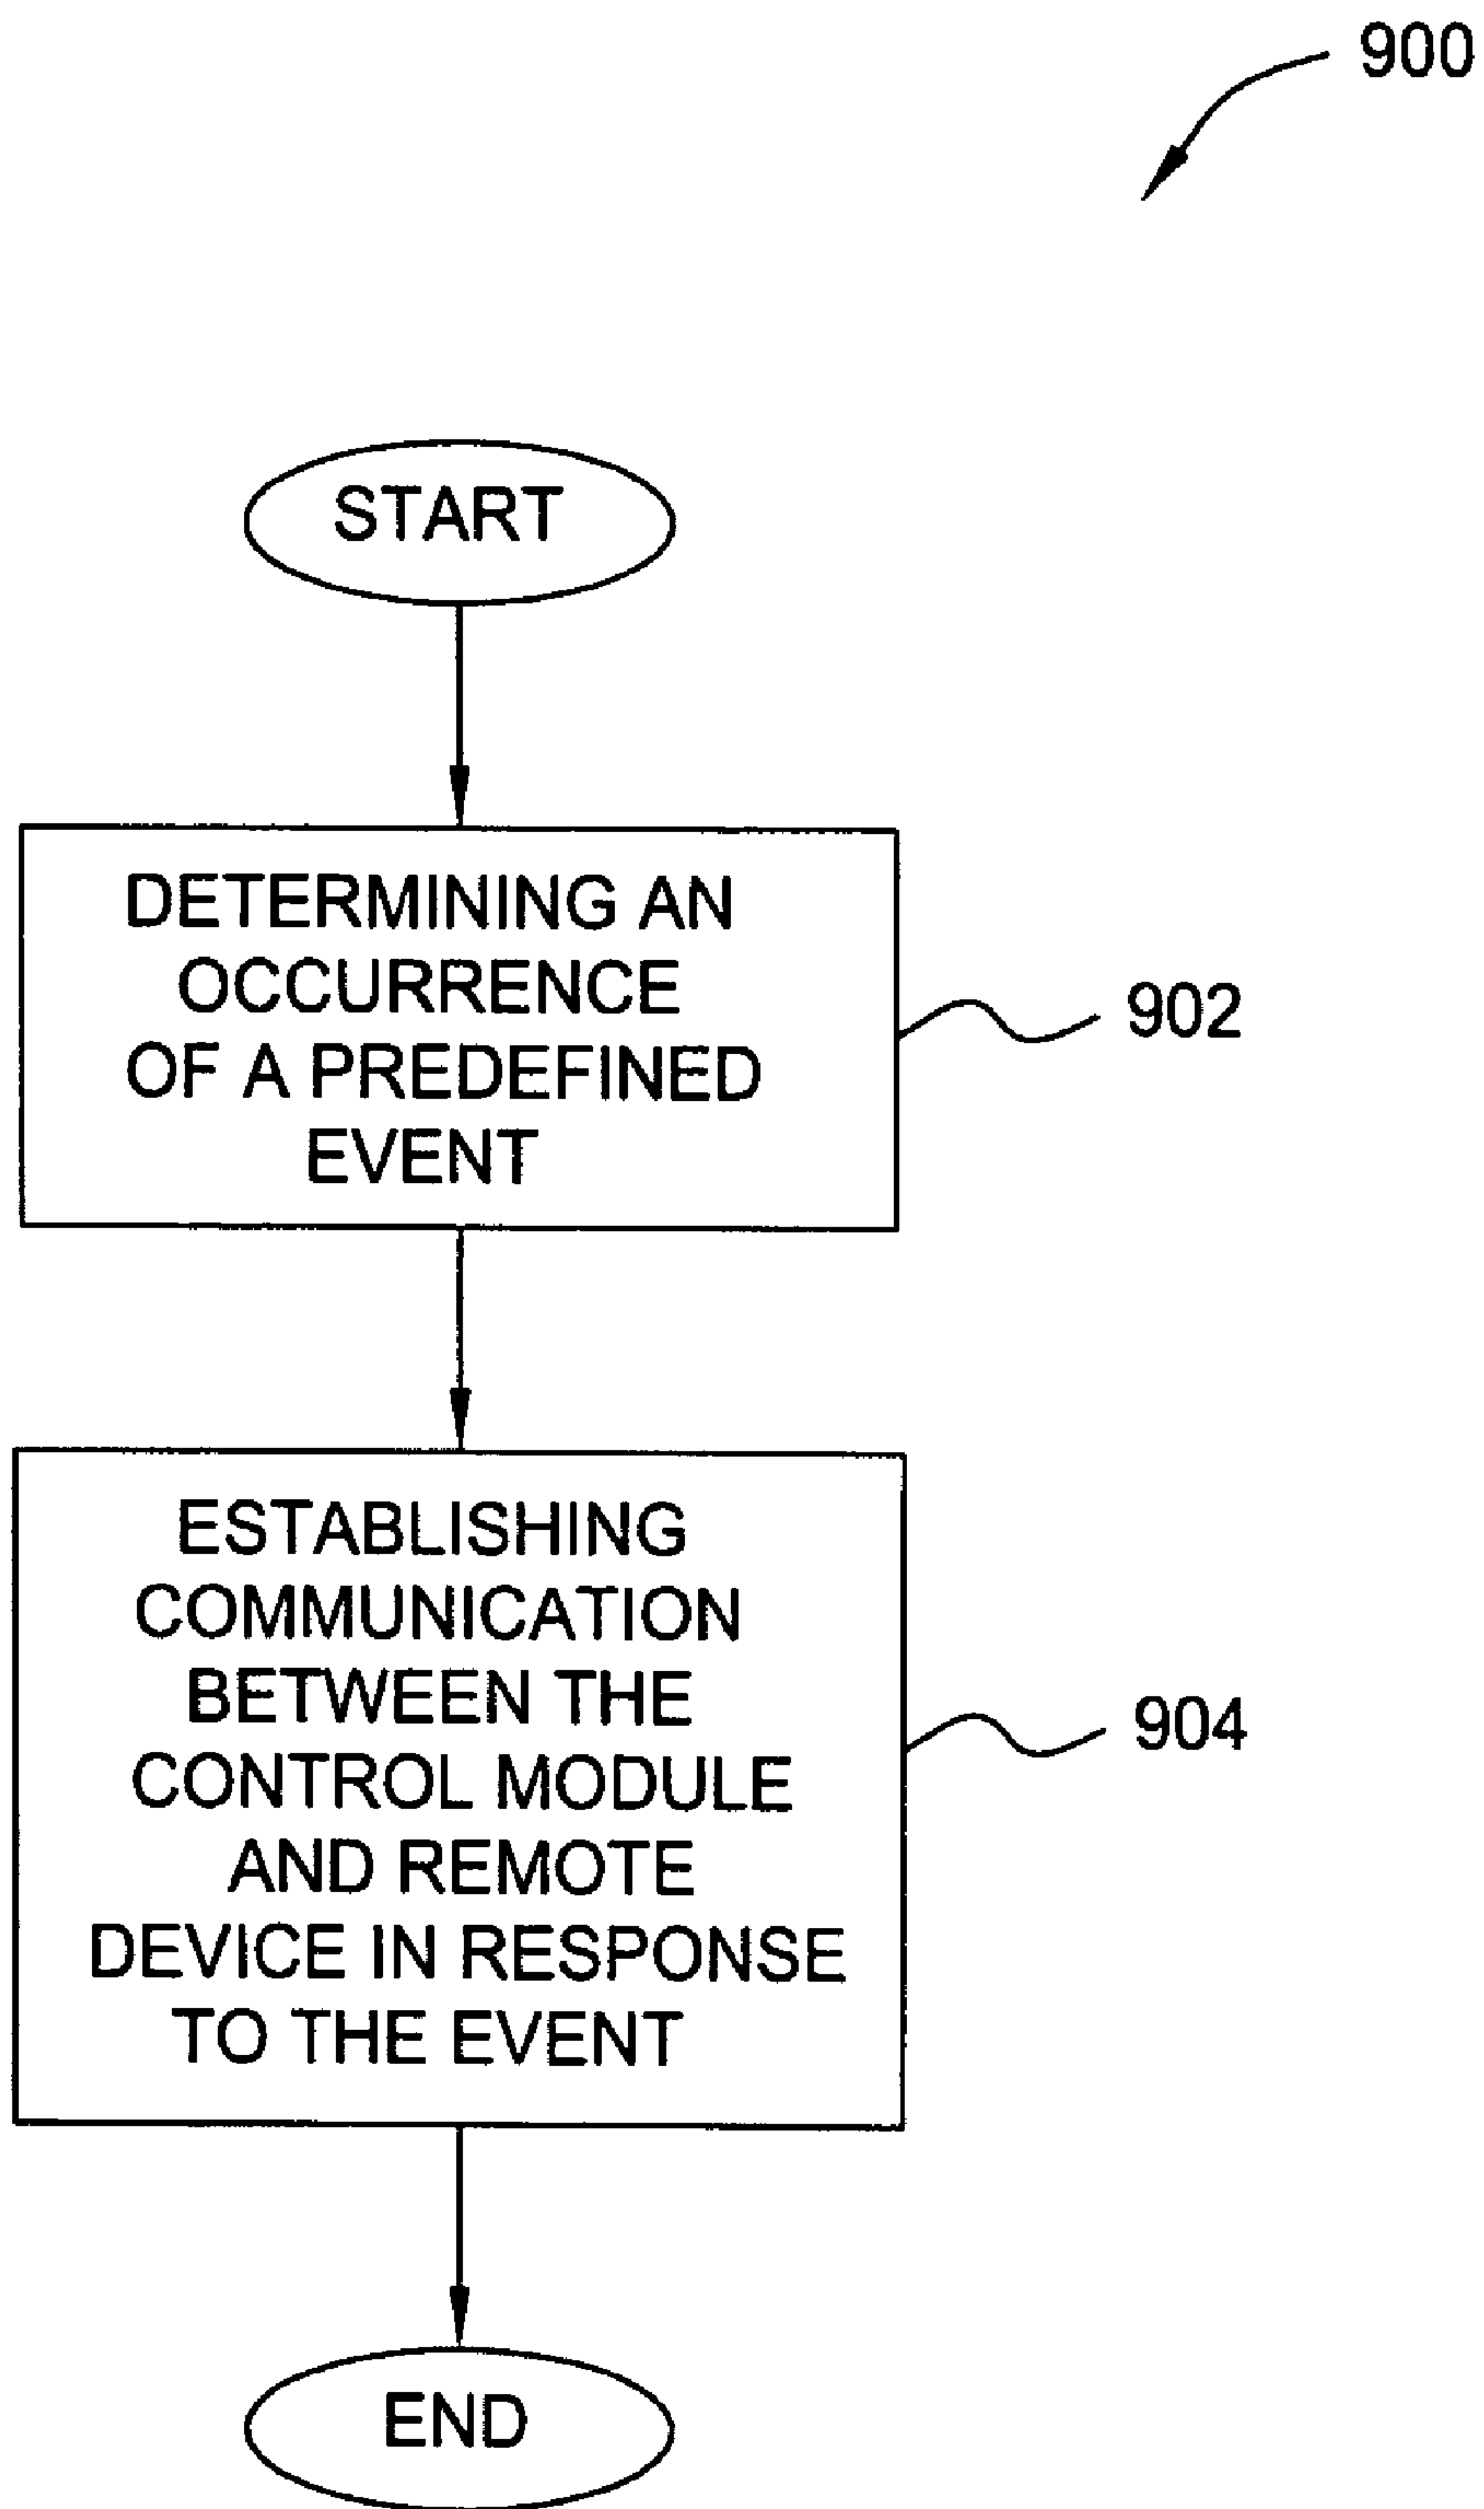 900
START
DETERMINING AN
OCCURRENCE
OF A PREDEFINED
EVENT
902
ESTABLISHING
COMMUNICATION
BETWEEN THE
CONTROL MODULE
AND REMOTE
DEVICE IN RESPONSE
TO THE EVENT
904
END